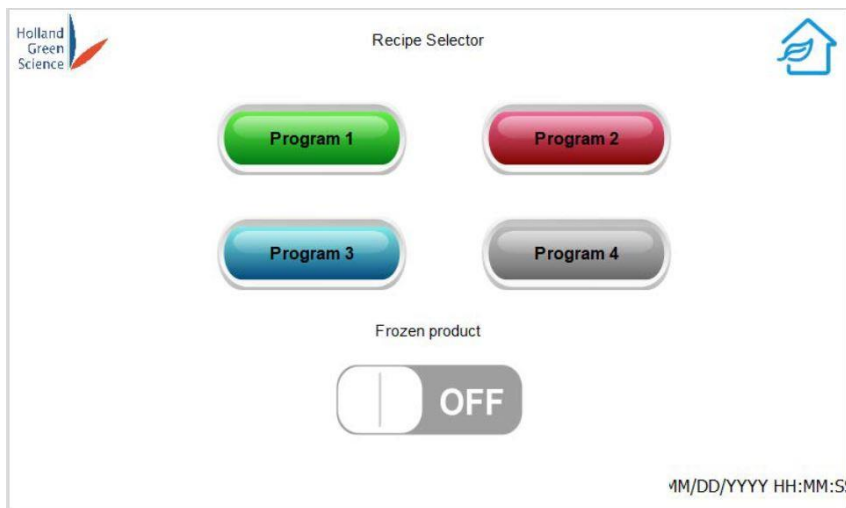 Holland
Green
Science
Recipe Selector
Program 1
Program 2
Program 3
Program 4
Frozen product
OFF
MM/DD/YYYY HH:MM:S